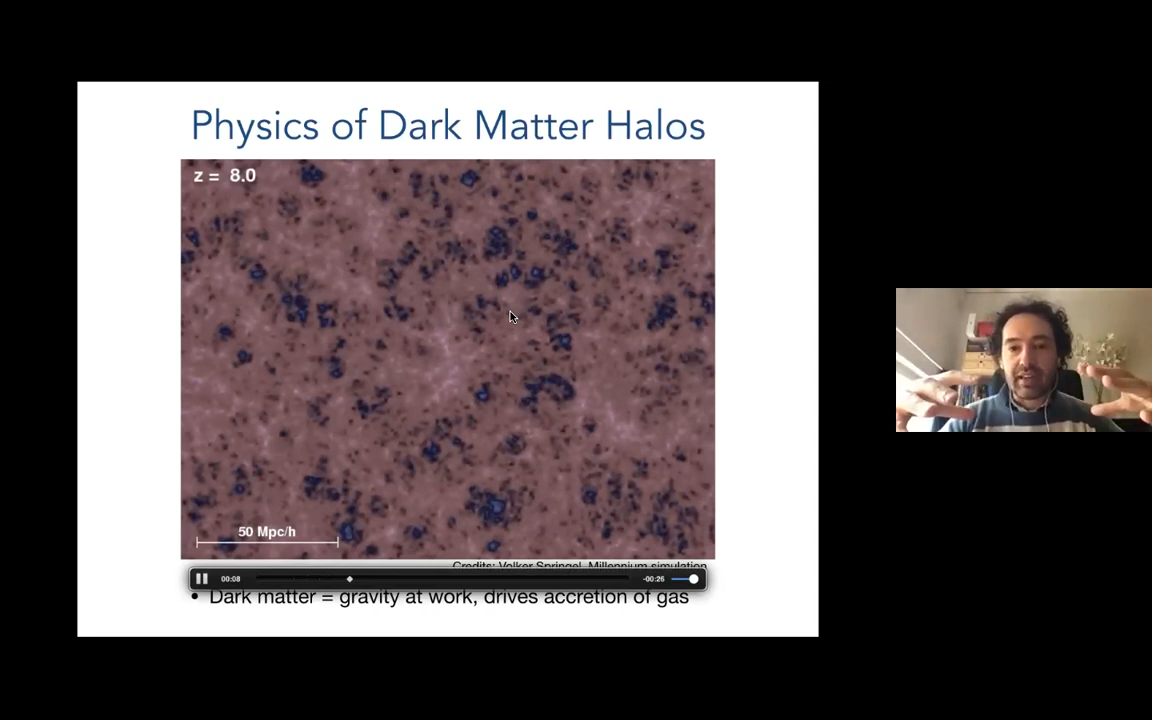 Physics of Dark Matter Halos
z = 8.0
50 Mpc/h
Credits: Volker Springel, Millennium simulation
00:08
-00:26
• Dark matter = gravity at work, drives accretion of gas